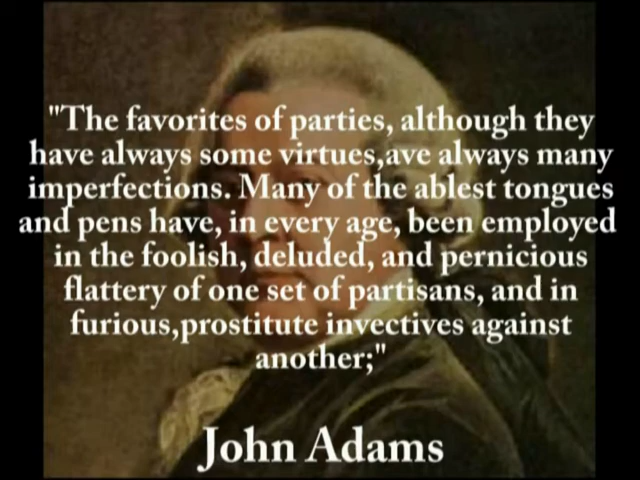 "The favorites of parties, although they
have always some virtues,ave always many
imperfections. Many of the ablest tongues
and pens have, in every age, been employed
in the foolish, deluded, and pernicious
flattery of one set of partisans, and in
furious,prostitute invectives against
another;"
John Adams